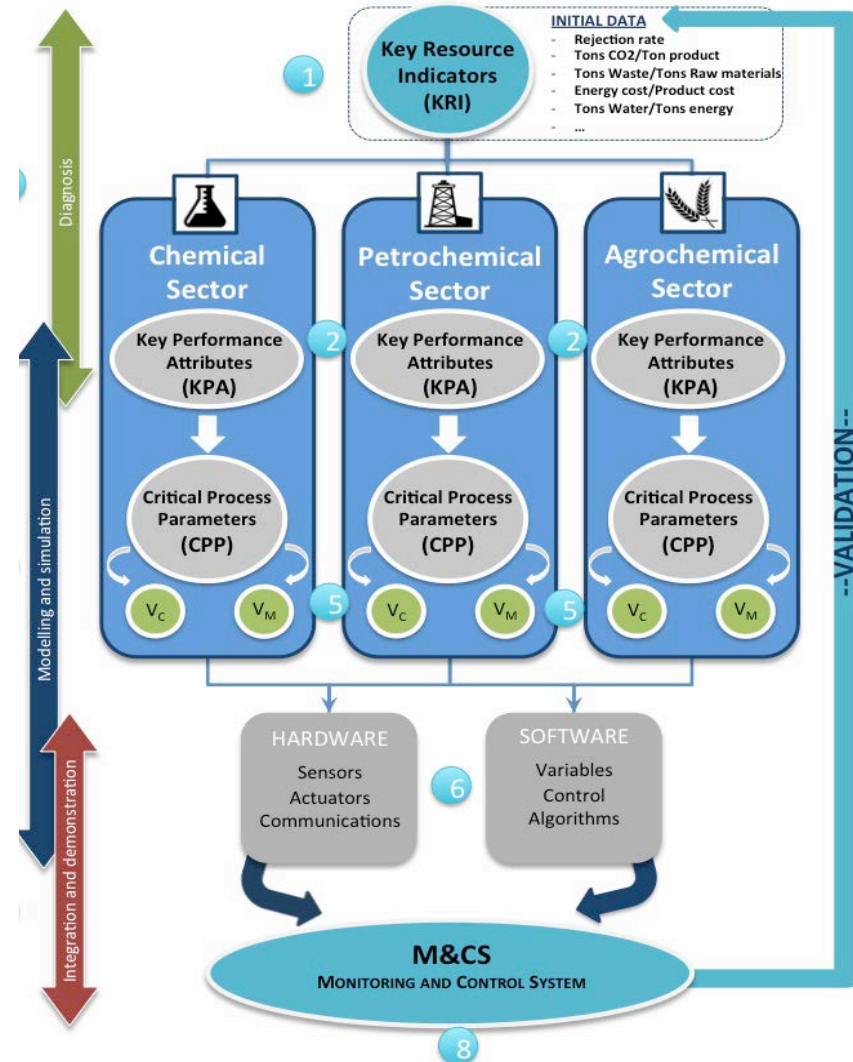 INITIAL DATA
- Rejection rate
- Tons CO2/Ton product
- Tons Waste/Tons Raw materials
- Energy cost/Product cost
- Tons Water/Tons energy
- ...
Key Resource
Indicators
(KRI)
1
Diagnosis
Modelling and simulation
Integration and demonstration
Chemical
Sector
Key Performance
Attributes
(KPA)
Critical Process
Parameters
(CPP)
VC
VM
2
5
Petrochemical
Sector
Key Performance
Attributes
(KPA)
Critical Process
Parameters
(CPP)
VC
VM
2
5
Agrochemical
Sector
Key Performance
Attributes
(KPA)
Critical Process
Parameters
(CPP)
VC
VM
--VALIDATION--
HARDWARE
Sensors
Actuators
Communications
6
SOFTWARE
Variables
Control
Algorithms
M&CS
MONITORING AND CONTROL SYSTEM
8